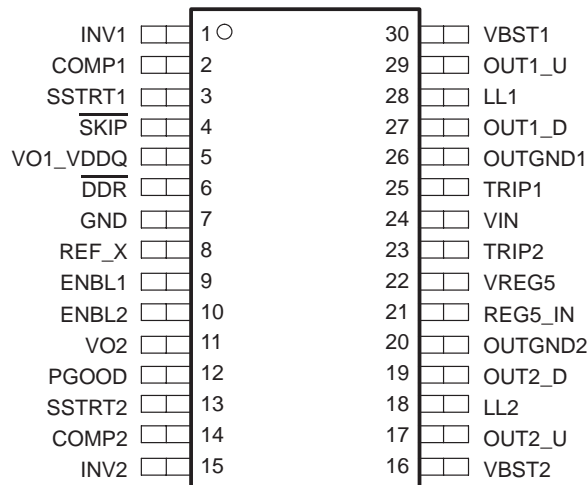 INV1 1 30 VBST1
COMP1 2 29 OUT1_U
SSTRT1 3 28 LL1
SKIP 4 27 OUT1_D
VO1_VDDQ 5 26 OUTGND1
DDR 6 25 TRIP1
GND 7 24 VIN
REF_X 8 23 TRIP2
ENBL1 9 22 VREG5
ENBL2 10 21 REG5_IN
VO2 11 20 OUTGND2
PGOOD 12 19 OUT2_D
SSTRT2 13 18 LL2
COMP2 14 17 OUT2_U
INV2 15 16 VBST2